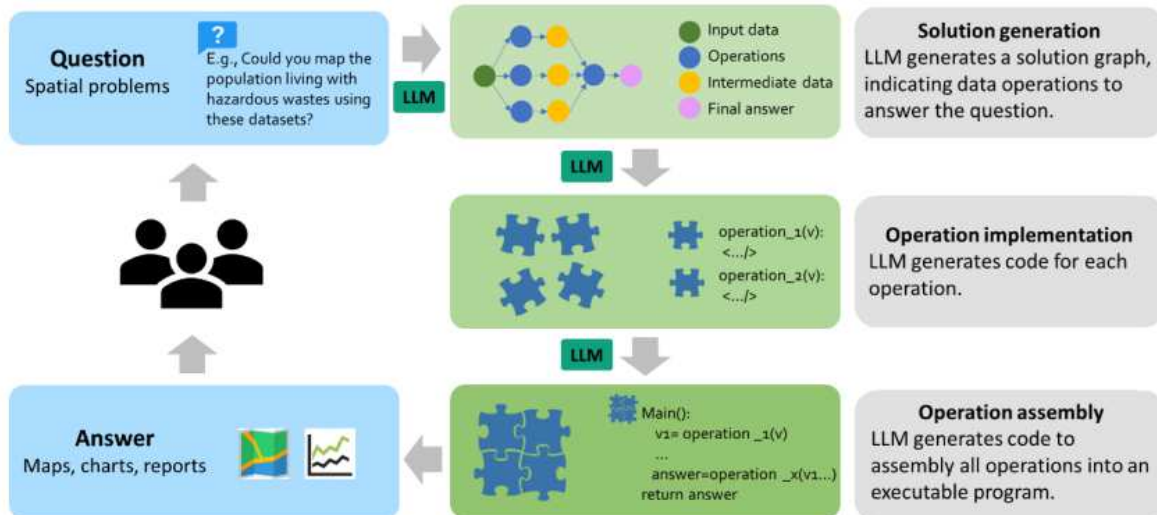 Question
Spatial problems
?
E.g., Could you map the
population living with
hazardous wastes using
these datasets?
LLM
Input data
Operations
Intermediate data
Final answer
Solution generation
LLM generates a solution graph,
indicating data operations to
answer the question.
LLM
operation_1(v):
<.../>
operation_2(v):
<.../>
Operation implementation
LLM generates code for each
operation.
LLM
Answer
Maps, charts, reports
Main():
v1= operation _1(v)
...
answer=operation _x(v1...)
return answer
Operation assembly
LLM generates code to
assembly all operations into an
executable program.